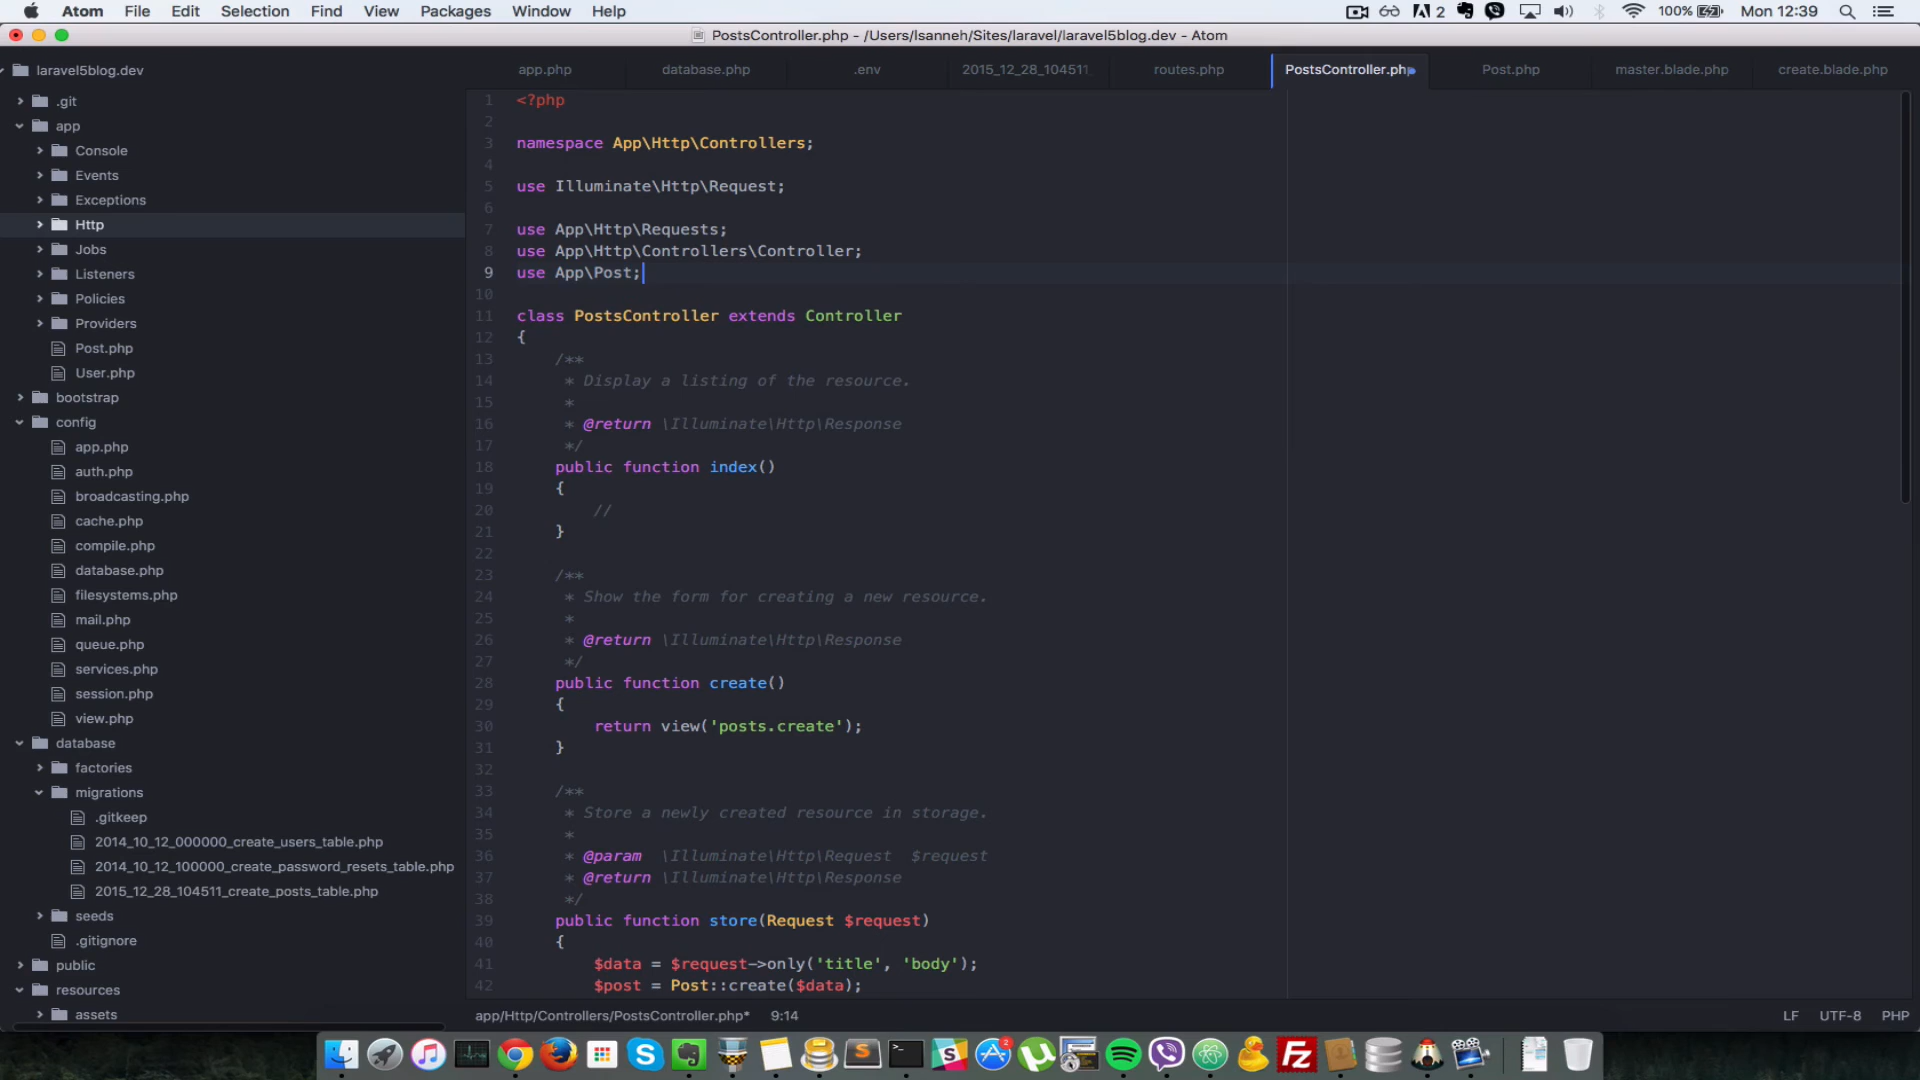 Atom File Edit Selection Find View Packages Window Help 2 100% Mon 12:39
PostsController.php - /Users/lsanneh/Sites/laravel/laravel5blog.dev - Atom
laravel5blog.dev
.git
app
Console
Events
Exceptions
Http
Jobs
Listeners
Policies
Providers
Post.php
User.php
bootstrap
config
app.php
auth.php
broadcasting.php
cache.php
compile.php
database.php
filesystems.php
mail.php
queue.php
services.php
session.php
view.php
database
factories
migrations
.gitkeep
2014_10_12_000000_create_users_table.php
2014_10_12_100000_create_password_resets_table.php
2015_12_28_104511_create_posts_table.php
seeds
.gitignore
public
resources
assets
app.php database.php .env 2015_12_28_104511_ routes.php PostsController.php Post.php master.blade.php create.blade.php
1 <?php
2
3 namespace App\Http\Controllers;
4
5 use Illuminate\Http\Request;
6
7 use App\Http\Requests;
8 use App\Http\Controllers\Controller;
9 use App\Post;
10
11 class PostsController extends Controller
12 {
13 /**
14 * Display a listing of the resource.
15 *
16 * @return \Illuminate\Http\Response
17 */
18 public function index()
19 {
20 //
21 }
22
23 /**
24 * Show the form for creating a new resource.
25 *
26 * @return \Illuminate\Http\Response
27 */
28 public function create()
29 {
30 return view('posts.create');
31 }
32
33 /**
34 * Store a newly created resource in storage.
35 *
36 * @param \Illuminate\Http\Request $request
37 * @return \Illuminate\Http\Response
38 */
39 public function store(Request $request)
40 {
41 $data = $request->only('title', 'body');
42 $post = Post::create($data);
app/Http/Controllers/PostsController.php* 9:14 LF UTF-8 PHP